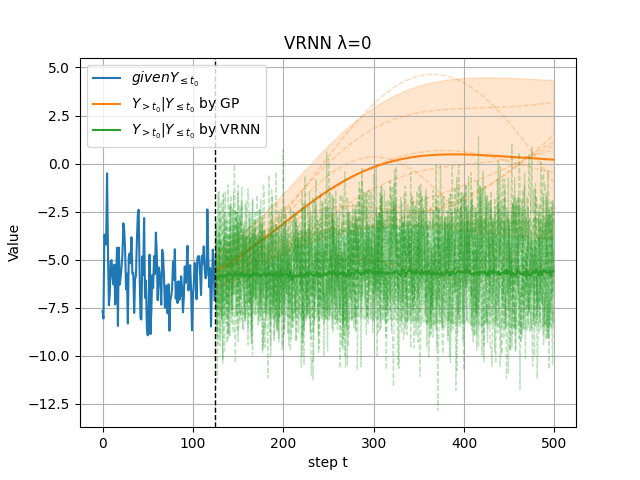 VRNN λ=0
givenY≤t₀
Y>t₀|Y≤t₀ by GP
Y>t₀|Y≤t₀ by VRNN
Value
5.0
2.5
0.0
−2.5
−5.0
−7.5
−10.0
−12.5
0 100 200 300 400 500
step t